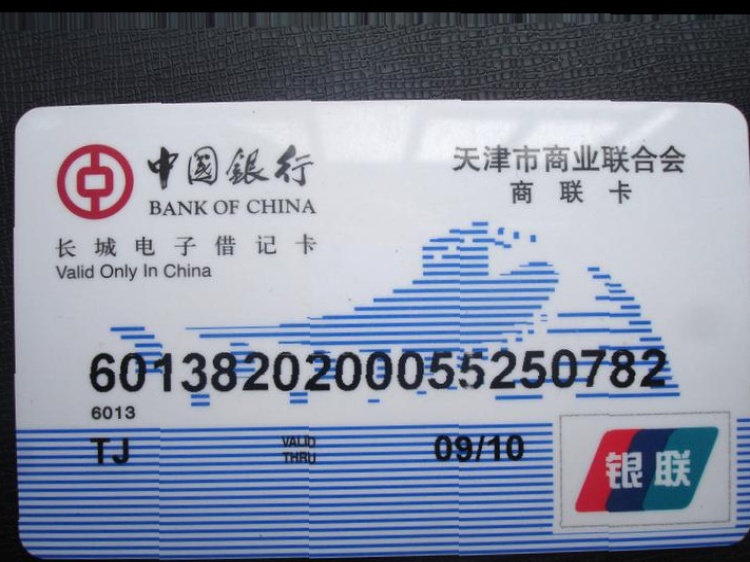 中国銀行
BANK OF CHINA
天津市商业联合会
商联卡
长城电子借记卡
Valid Only In China
6013820200055250782
6013
TJ
VALID
THRU
09/10
银联